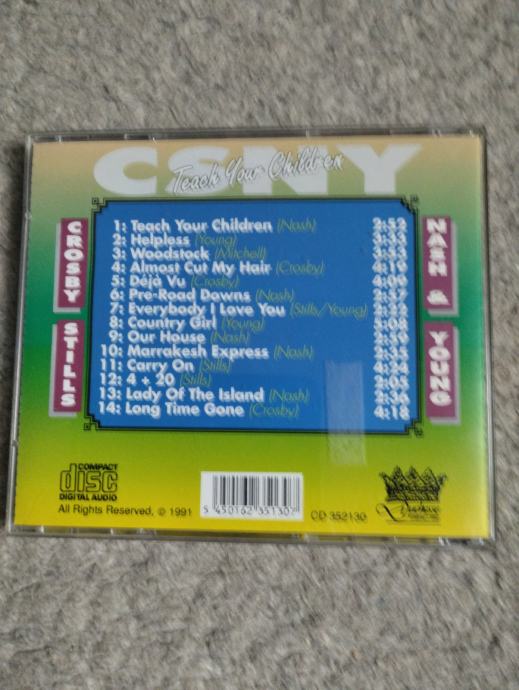 CSNY
Teach Your Children
CROSBY
STILLS
NASH &
YOUNG
1: Teach Your Children (Nash) 2:52
2: Helpless (Young) 3:33
3: Woodstock (Mitchell) 3:53
4: Almost Cut My Hair (Crosby) 4:19
5: Déjà Vu (Crosby) 4:09
6: Pre-Road Downs (Nash) 2:57
7: Everybody I Love You (Stills/Young) 2:22
8: Country Girl (Young) 5:08
9: Our House (Nash) 2:59
10: Marrakesh Express (Nash) 2:35
11: Carry On (Stills) 4:24
12: 4 + 20 (Stills) 2:05
13: Lady Of The Island (Nash) 2:36
14: Long Time Gone (Crosby) 4:18
COMPACT
disc
DIGITAL AUDIO
All Rights Reserved, © 1991
5 450162 351307
CD 352130